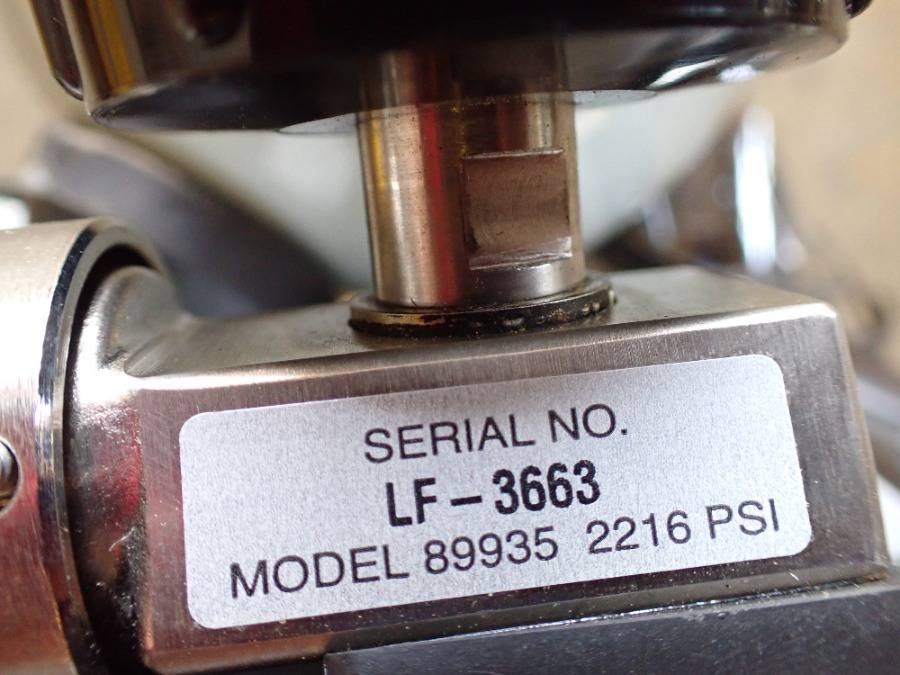 SERIAL NO.
LF-3663
MODEL 89935 2216 PSI